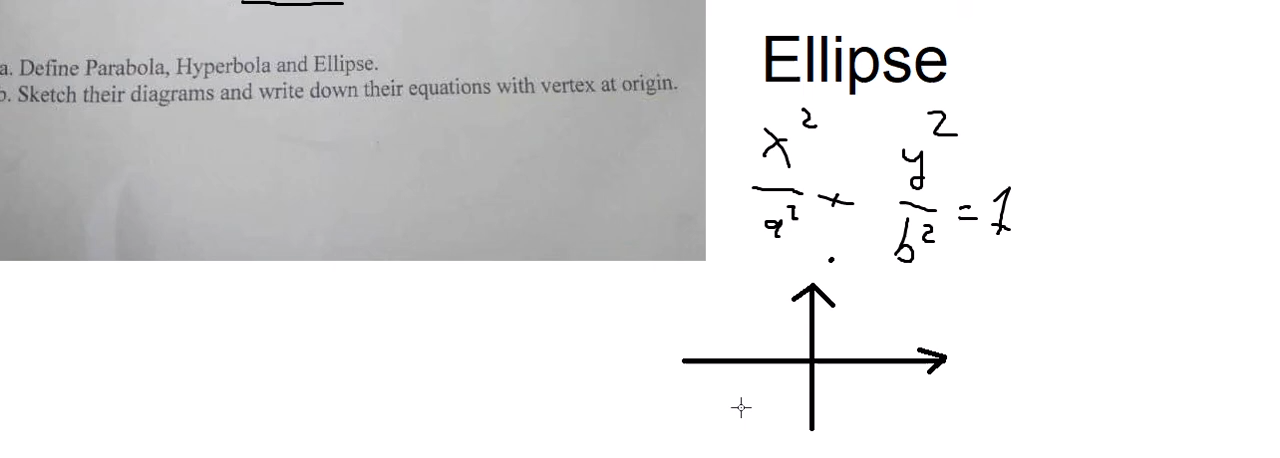 a. Define Parabola, Hyperbola and Ellipse.
b. Sketch their diagrams and write down their equations with vertex at origin.
Ellipse
x²/a² + y²/b² = 1